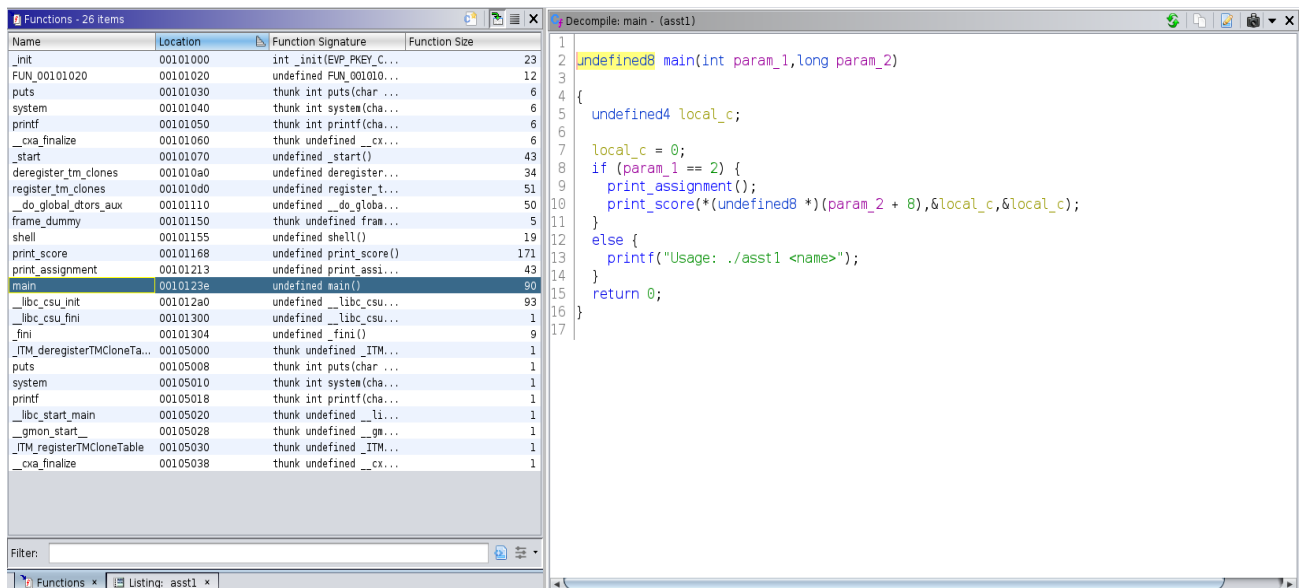 Functions - 26 items
Name Location Function Signature Function Size
_init 00101000 int _init(EVP_PKEY_C... 23
FUN_00101020 00101020 undefined FUN_001010... 12
puts 00101030 thunk int puts(char ... 6
system 00101040 thunk int system(cha... 6
printf 00101050 thunk int printf(cha... 6
__cxa_finalize 00101060 thunk undefined __cx... 6
_start 00101070 undefined _start() 43
deregister_tm_clones 001010a0 undefined deregister... 34
register_tm_clones 001010d0 undefined register_t... 51
__do_global_dtors_aux 00101110 undefined __do_globa... 50
frame_dummy 00101150 thunk undefined fram... 5
shell 00101155 undefined shell() 19
print_score 00101168 undefined print_score() 171
print_assignment 00101213 undefined print_assi... 43
main 0010123e undefined main() 90
__libc_csu_init 001012a0 undefined __libc_csu... 93
__libc_csu_fini 00101300 undefined __libc_csu... 1
_fini 00101304 undefined _fini() 9
_ITM_deregisterTMCloneTa... 00105000 thunk undefined _ITM... 1
puts 00105008 thunk int puts(char ... 1
system 00105010 thunk int system(cha... 1
printf 00105018 thunk int printf(cha... 1
__libc_start_main 00105020 thunk undefined __li... 1
__gmon_start__ 00105028 thunk undefined __gm... 1
_ITM_registerTMCloneTable 00105030 thunk undefined _ITM... 1
__cxa_finalize 00105038 thunk undefined __cx... 1
Filter:
Functions × Listing: asst1 ×
Decompile: main - (asst1)
1
2 undefined8 main(int param_1,long param_2)
3
4 {
5 undefined4 local_c;
6
7 local_c = 0;
8 if (param_1 == 2) {
9 print_assignment();
10 print_score(*(undefined8 *)(param_2 + 8),&local_c,&local_c);
11 }
12 else {
13 printf("Usage: ./asst1 <name>");
14 }
15 return 0;
16 }
17